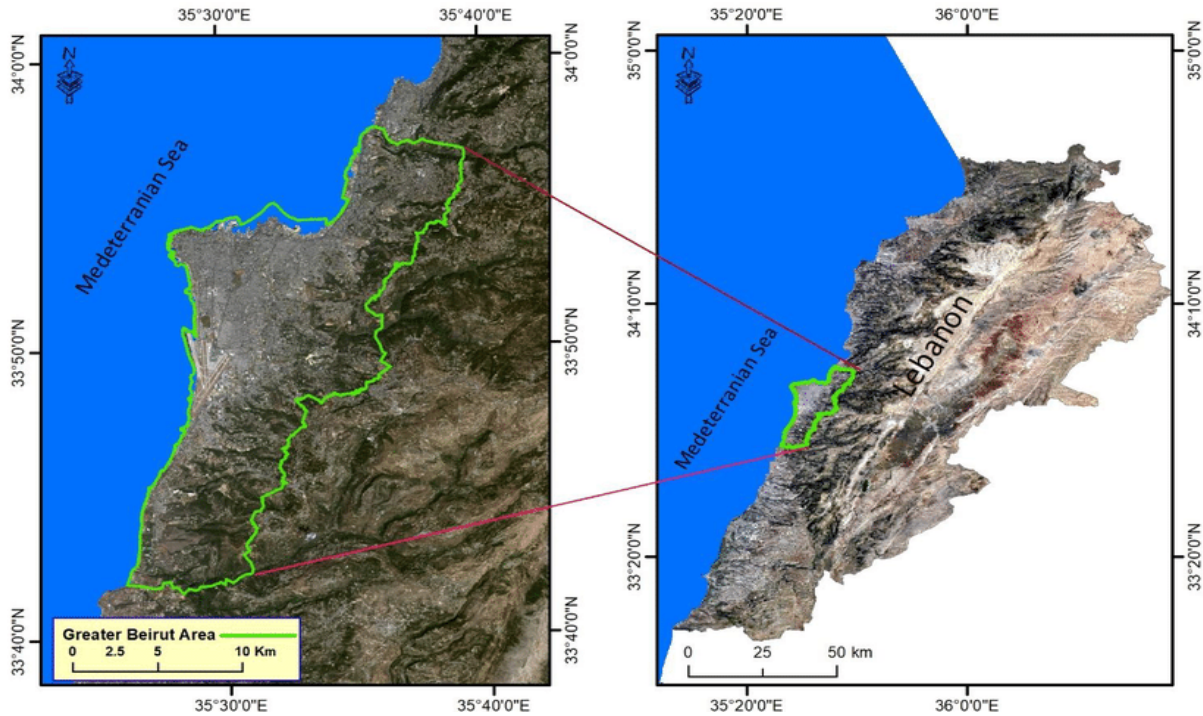 35°30'0"E
35°40'0"E
35°20'0"E
36°0'0"E
34°0'0"N
33°50'0"N
33°40'0"N
N
Medeterranian Sea
Greater Beirut Area
0 2.5 5 10 Km
34°0'0"N
33°50'0"N
33°40'0"N
35°30'0"E
35°40'0"E
35°0'0"N
34°10'0"N
33°20'0"N
N
Medeterranian Sea
Lebanon
0 25 50 km
35°0'0"N
34°10'0"N
33°20'0"N
35°20'0"E
36°0'0"E